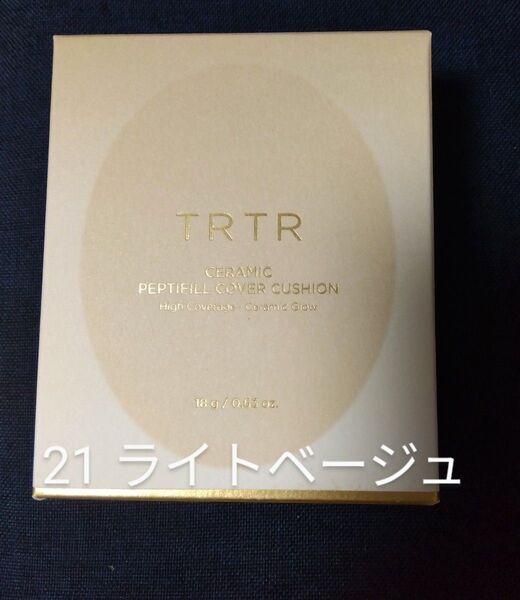 TRTR
CERAMIC
PEPTIFILL COVER CUSHION
High Coverage · Ceramic Glow
18 g / 0.63 oz.
21 ライトベージュ